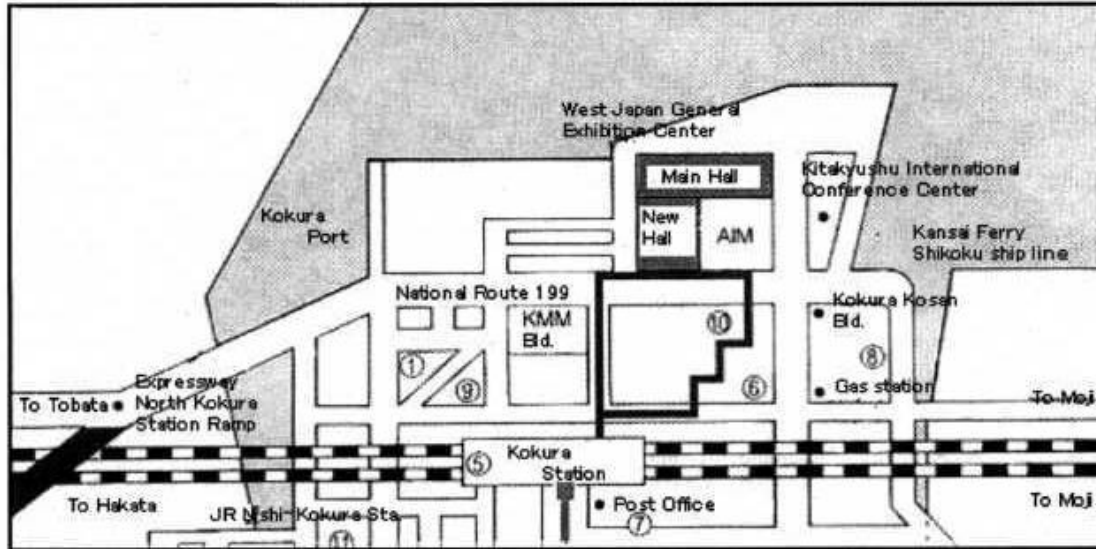 West Japan General
Exhibition Center
Main Hall
Kitakyushu International
Conference Center
New
Hall
AIM
Kokura
Port
Kansai Ferry
Shikoku ship line
National Route 199
KMM
Bld.
⑩
Kokura Kosan
Bld.
①
⑨
⑧
⑥
Gas station
Expressway
North Kokura
Station Ramp
To Tobata
To Moji
⑤
Kokura
Station
To Hakata
Post Office
To Moji
JR Nishi-Kokura Sta.
⑦
⑪